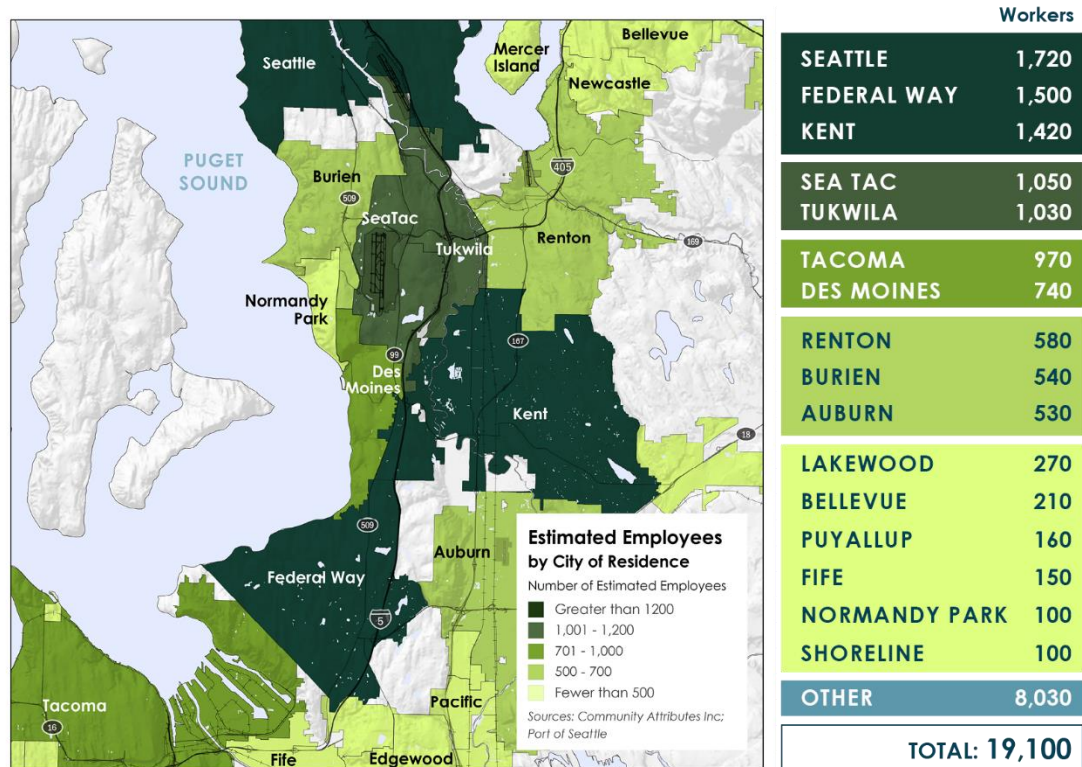 Seattle
Mercer
Island
Bellevue
Newcastle
PUGET
SOUND
405
Burien
509
SeaTac
Tukwila
Renton
169
Normandy
Park
167
99
Des
Moines
Kent
18
509
Auburn
Federal Way
5
Tacoma
16
Pacific
Fife
Edgewood
Estimated Employees
by City of Residence
Number of Estimated Employees
Greater than 1200
1,001 - 1,200
701 - 1,000
500 - 700
Fewer than 500
Sources: Community Attributes Inc;
Port of Seattle
Workers
SEATTLE 1,720
FEDERAL WAY 1,500
KENT 1,420
SEA TAC 1,050
TUKWILA 1,030
TACOMA 970
DES MOINES 740
RENTON 580
BURIEN 540
AUBURN 530
LAKEWOOD 270
BELLEVUE 210
PUYALLUP 160
FIFE 150
NORMANDY PARK 100
SHORELINE 100
OTHER 8,030
TOTAL: 19,100